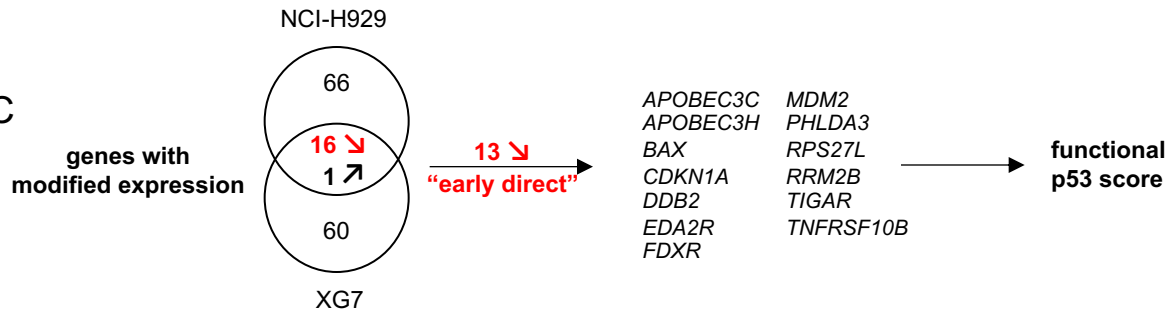 NCI-H929
C
66
genes with
modified expression
16 ↘
1 ↗
60
XG7
13 ↘
“early direct”
APOBEC3C MDM2
APOBEC3H PHLDA3
BAX RPS27L
CDKN1A RRM2B
DDB2 TIGAR
EDA2R TNFRSF10B
FDXR
functional
p53 score